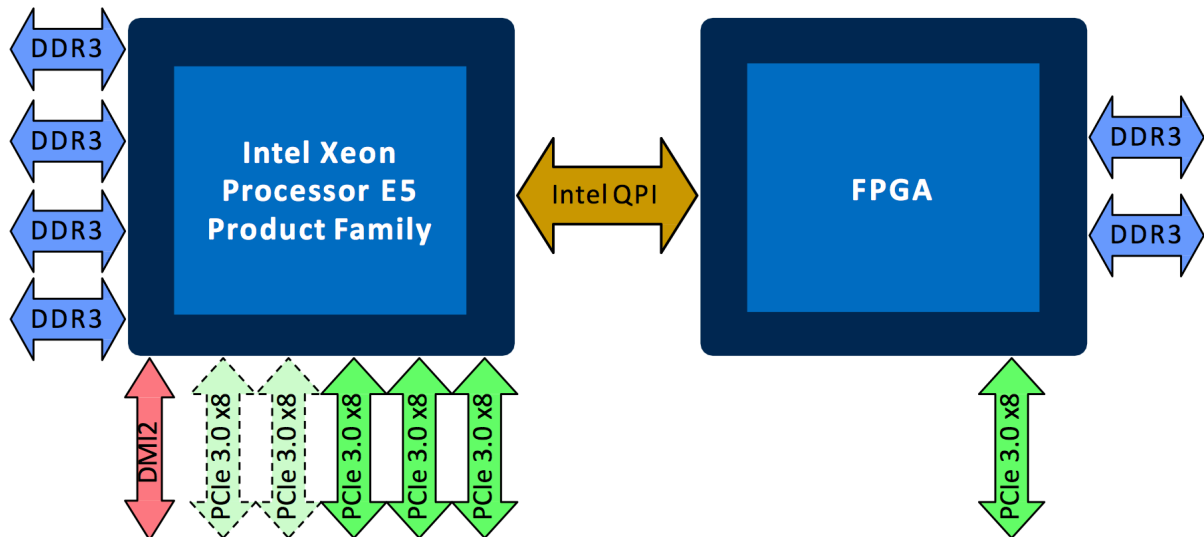 DDR3
DDR3
DDR3
DDR3
Intel Xeon
Processor E5
Product Family
Intel QPI
FPGA
DDR3
DDR3
DMI2
PCIe 3.0 x8
PCIe 3.0 x8
PCIe 3.0 x8
PCIe 3.0 x8
PCIe 3.0 x8
PCIe 3.0 x8